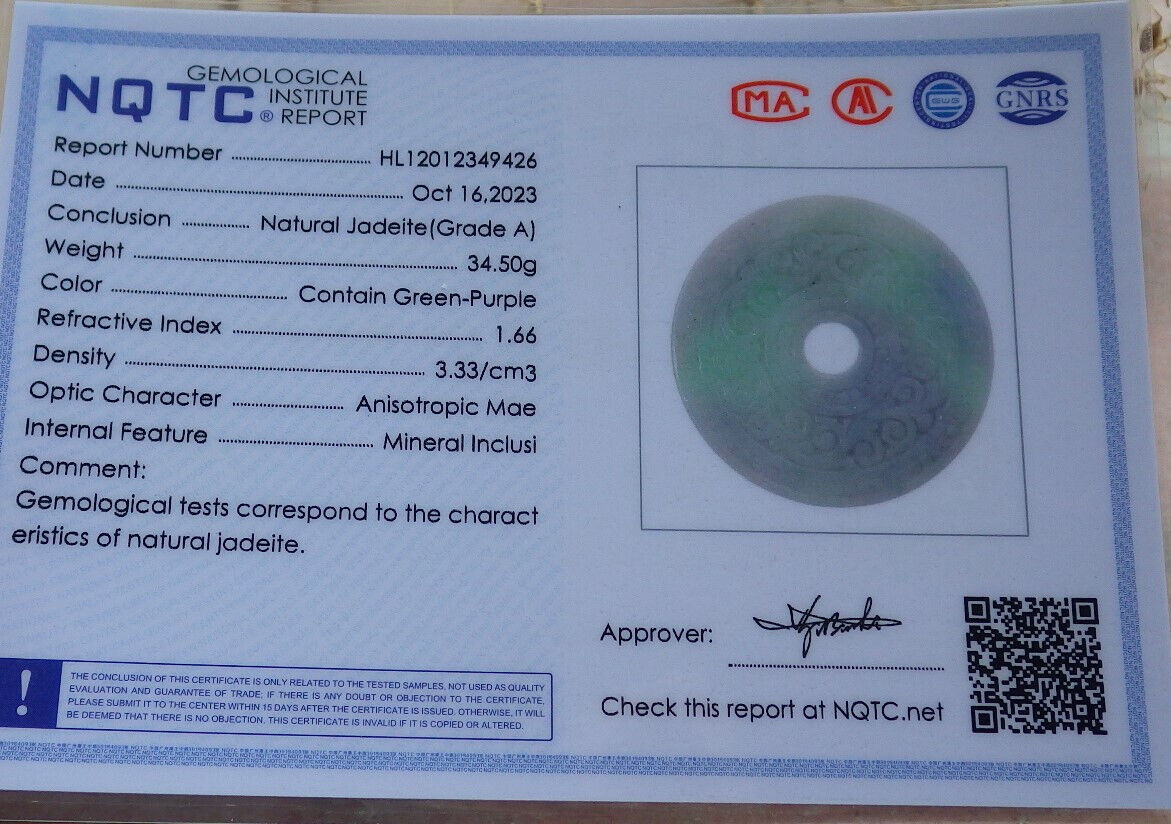 NQTC® GEMOLOGICAL INSTITUTE REPORT
Report Number HL12012349426
Date Oct 16,2023
Conclusion Natural Jadeite(Grade A)
Weight 34.50g
Color Contain Green-Purple
Refractive Index 1.66
Density 3.33/cm3
Optic Character Anisotropic Mae
Internal Feature Mineral Inclusi
Comment:
Gemological tests correspond to the charact
eristics of natural jadeite.
! THE CONCLUSION OF THIS CERTIFICATE IS ONLY RELATED TO THE TESTED SAMPLES, NOT USED AS QUALITY
EVALUATION AND GUARANTEE OF TRADE; IF THERE IS ANY DOUBT OR OBJECTION TO THE CERTIFICATE,
PLEASE SUBMIT IT TO THE CENTER WITHIN 15 DAYS AFTER THE CERTIFICATE IS ISSUED. OTHERWISE, IT WILL
BE DEEMED THAT THERE IS NO OBJECTION. THIS CERTIFICATE IS INVALID IF IT IS COPIED OR ALTERED.
MA
GNRS
Approver:
Check this report at NQTC.net